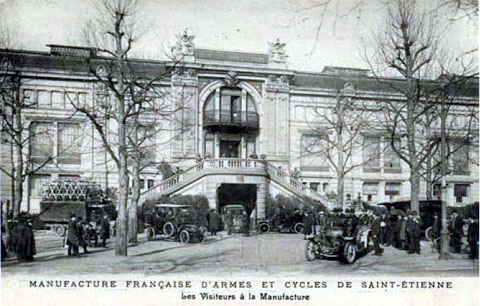 MANUFACTURE FRANÇAISE D'ARMES ET CYCLES DE SAINT-ÉTIENNE
Les Visiteurs à la Manufacture